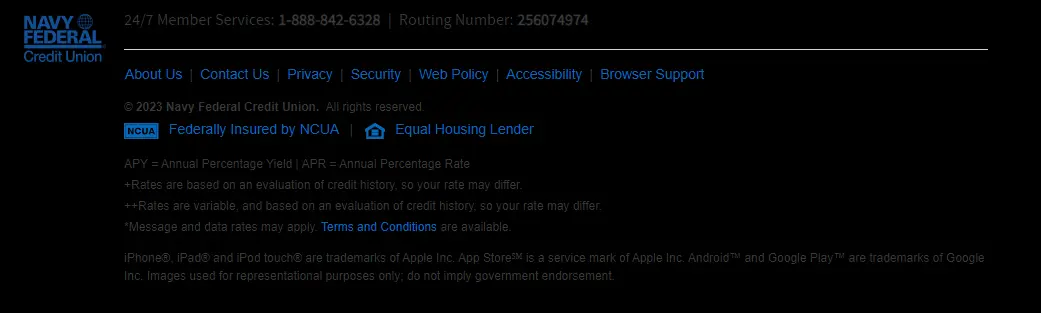 NAVY
FEDERAL
Credit Union
24/7 Member Services: 1-888-842-6328 | Routing Number: 256074974
About Us | Contact Us | Privacy | Security | Web Policy | Accessibility | Browser Support
© 2023 Navy Federal Credit Union. All rights reserved.
NCUA Federally Insured by NCUA | Equal Housing Lender
APY = Annual Percentage Yield | APR = Annual Percentage Rate
+Rates are based on an evaluation of credit history, so your rate may differ.
++Rates are variable, and based on an evaluation of credit history, so your rate may differ.
*Message and data rates may apply. Terms and Conditions are available.
iPhone®, iPad® and iPod touch® are trademarks of Apple Inc. App Store℠ is a service mark of Apple Inc. Android™ and Google Play™ are trademarks of Google
Inc. Images used for representational purposes only; do not imply government endorsement.